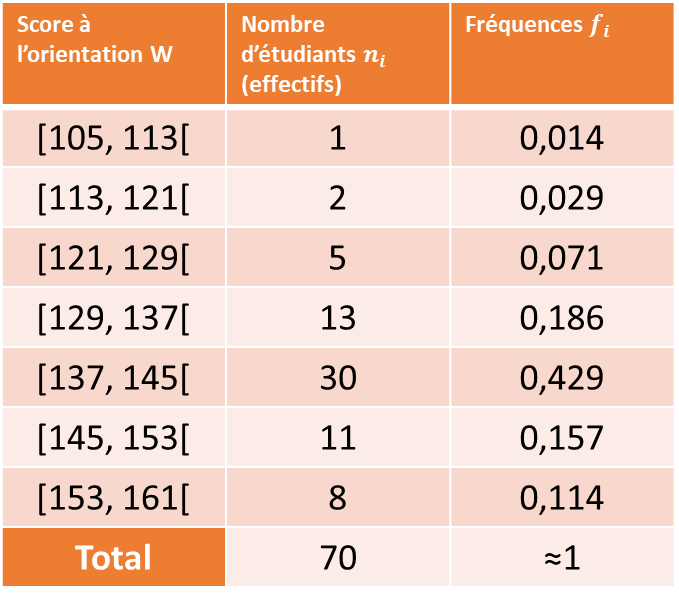 Score à
l’orientation W
Nombre
d’étudiants 𝒏𝒊
(effectifs)
Fréquences 𝒇𝒊
[105, 113[ 1 0,014
[113, 121[ 2 0,029
[121, 129[ 5 0,071
[129, 137[ 13 0,186
[137, 145[ 30 0,429
[145, 153[ 11 0,157
[153, 161[ 8 0,114
Total 70 ≈1